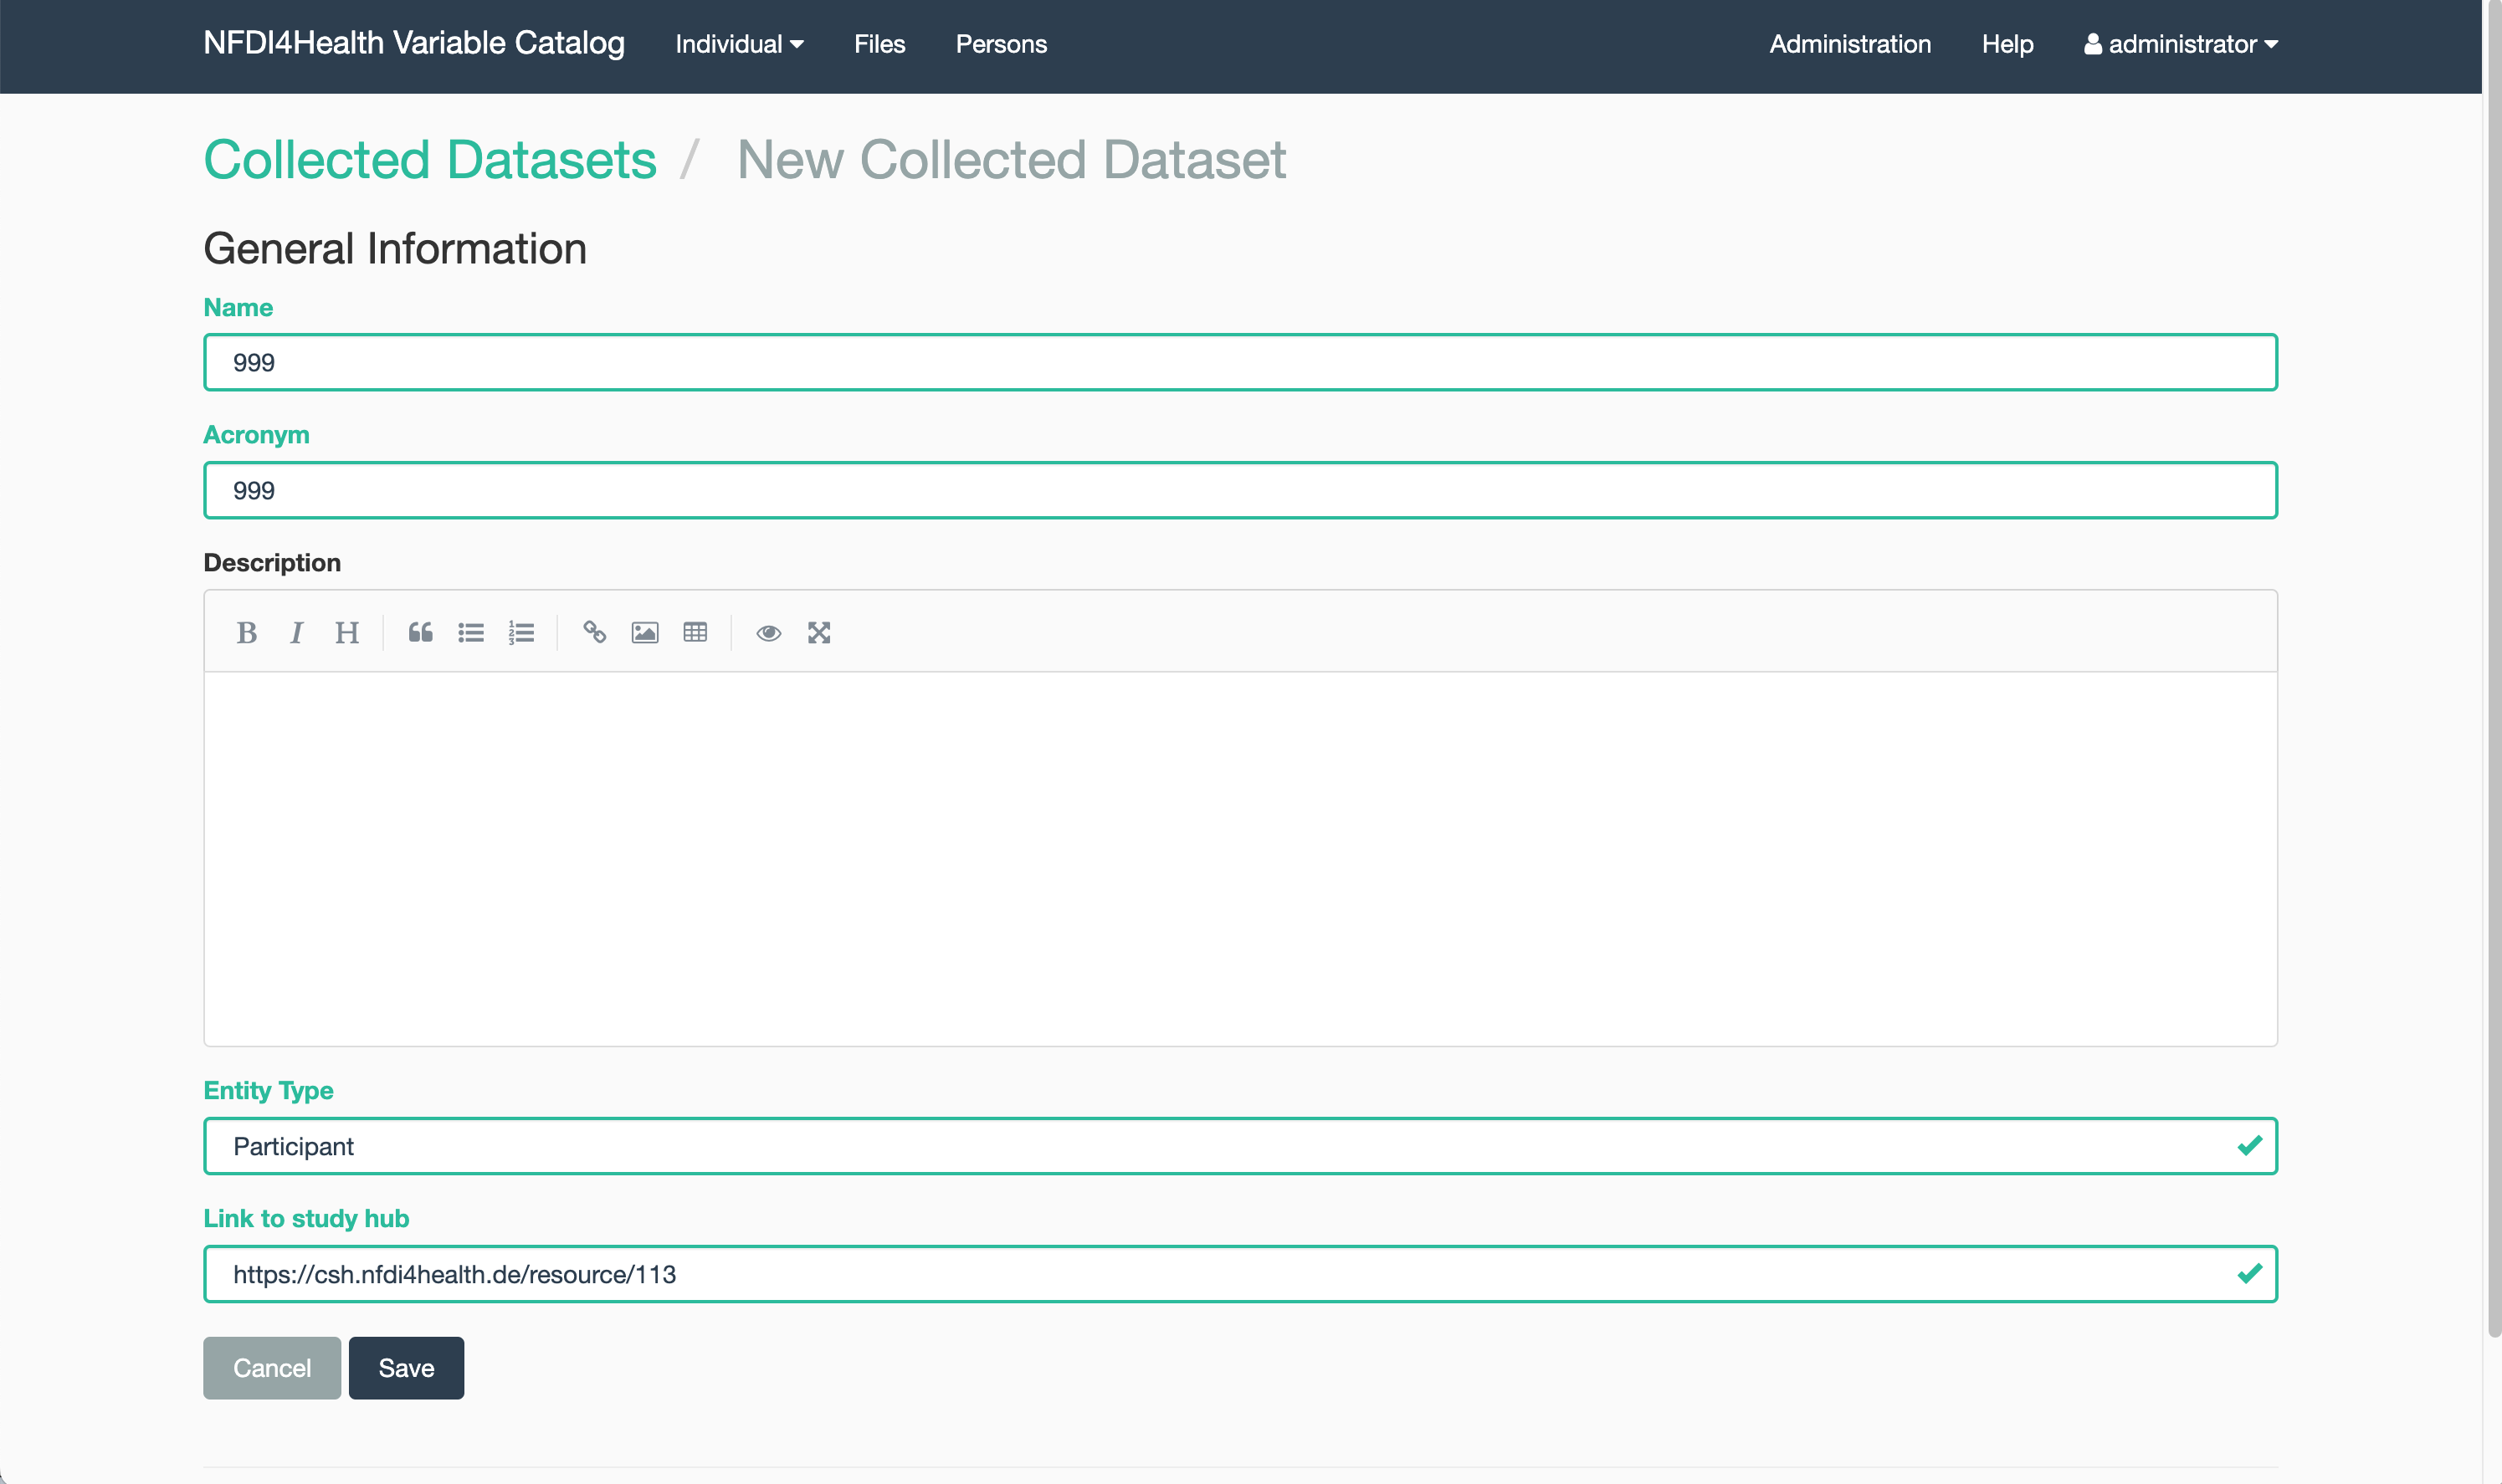 NFDI4Health Variable Catalog Individual Files Persons Administration Help administrator
Collected Datasets / New Collected Dataset
General Information
Name
999
Acronym
999
Description
B I H
Entity Type
Participant
Link to study hub
https://csh.nfdi4health.de/resource/113
Cancel Save